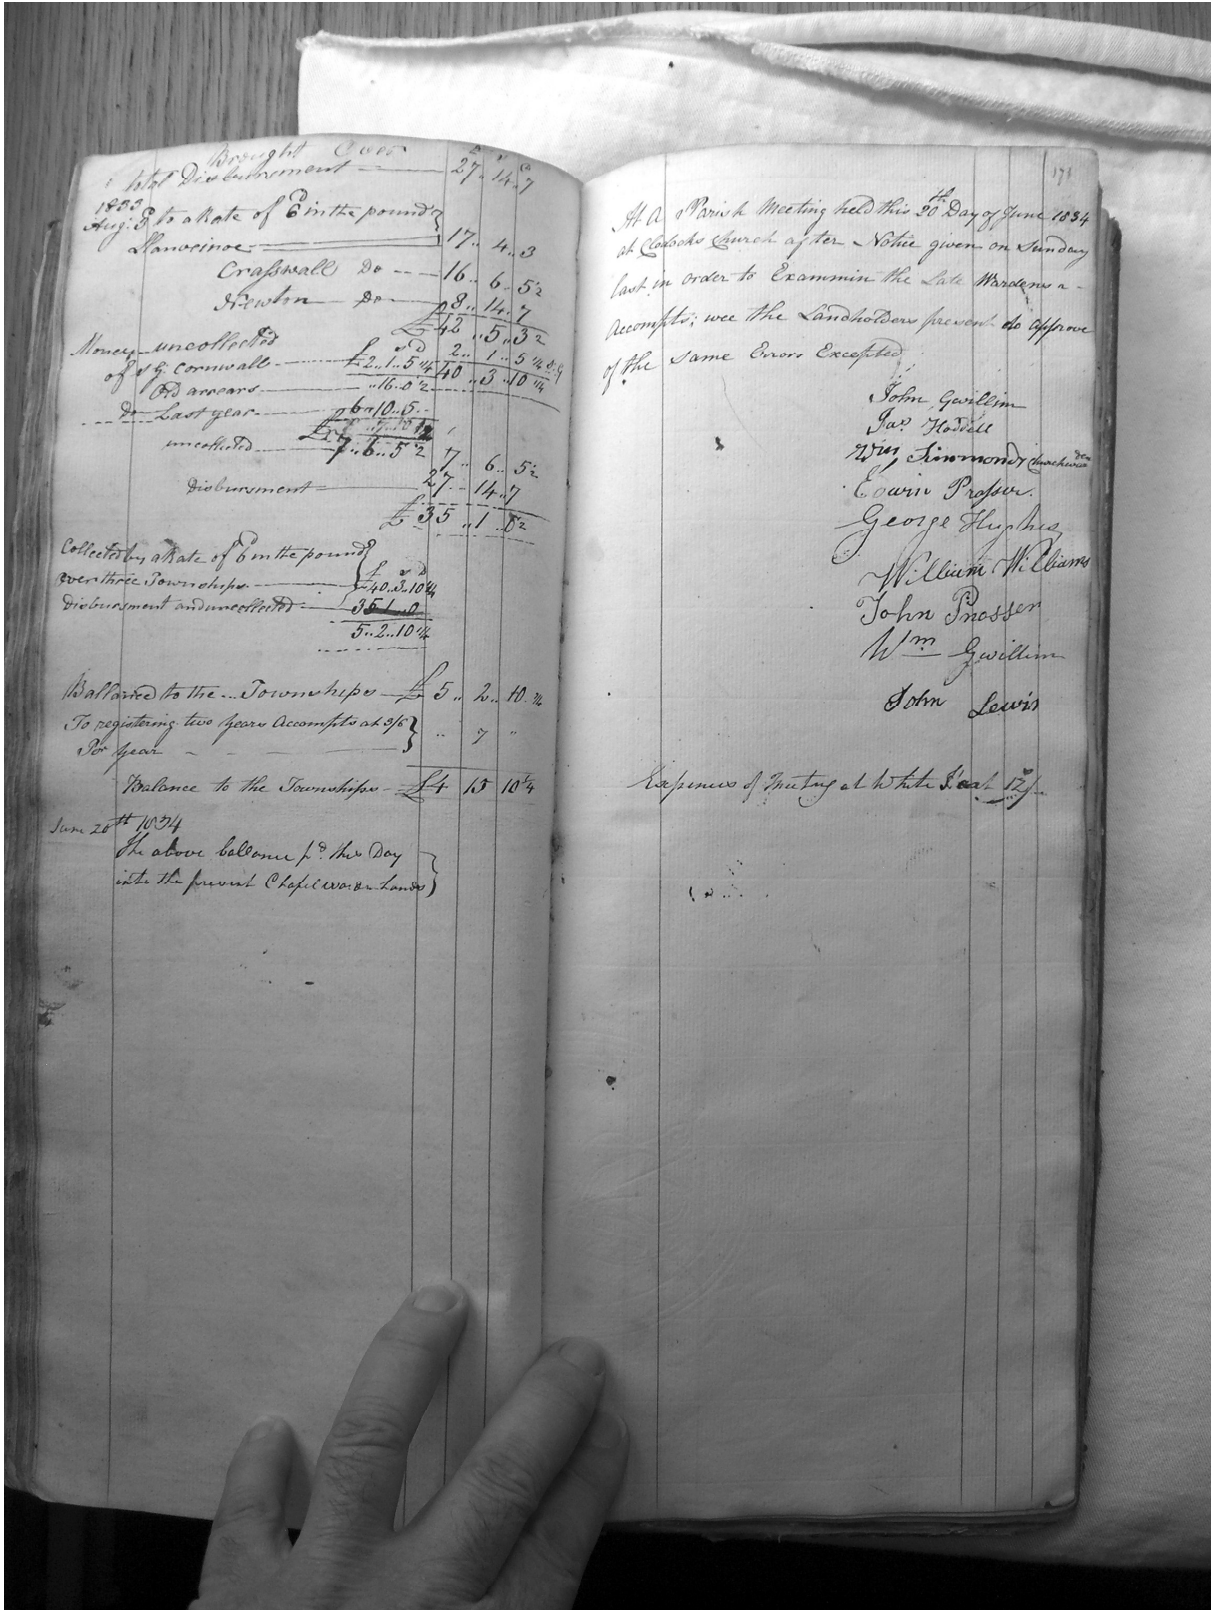 Brought Over
total Disbursement 27 .. 14 .. 7
1833
Aug: 3 to a Rate of 6d in the pound
Llanveinoe 17 .. 4 .. 3
Crasswall Do 16 .. 6 .. 5½
Newton Do 8 .. 14 .. 7
£42 .. 5 .. 3½
Money uncollected
of Cornwall £2 .. 1 .. 5¼ 2 .. 1 .. 5¼
Old arrears .. 16 .. 0½ 40 .. 3 .. 10¼
do Last year 6 .. 10 .. 5
uncollected 7 .. 6 .. 5½ 7 .. 6 .. 5½
Disbursment 27 .. 14 .. 7
£35 .. 1 .. 0½
Collected by a Rate of 6d in the pound
over three Townships £40 .. 3 .. 10¼
Disbursment and uncollected 35 .. 1 .. 0
5 .. 2 .. 10¼
Ballance to the Townships £5 .. 2 .. 10¼
To registering two years Accompts at 3/6
Per year .. 7 ..
Balance to the Townships £4 15 10¼
June 20th 1834
The above ballance pd. this Day
into the present Chapelwarden hands
171
At A Parish Meeting held this 20th Day of June 1834
at Clodocks Church after Notice given on Sunday
last in order to Exammin the Late Wardens
Accompts; wee the Landholders present do approve
of the same Errors Excepted
John Gwillim
Jas Hoddell
Wm Simmonds Churchwarden
Edwin Prosser.
George Hughes
William Williams
John Prosser
Wm Gwillim
John Lewis
Expences of Meeting at White 12/-